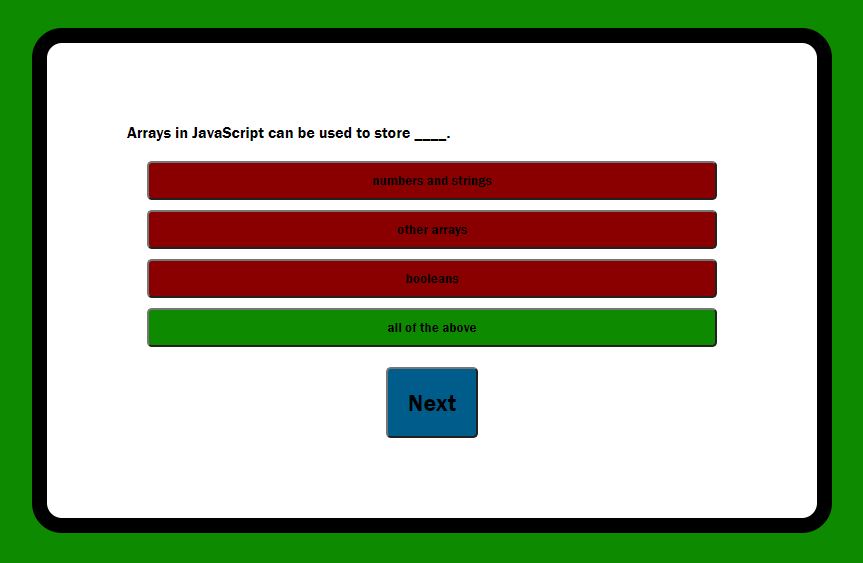 Arrays in JavaScript can be used to store ____.
numbers and strings
other arrays
booleans
all of the above
Next